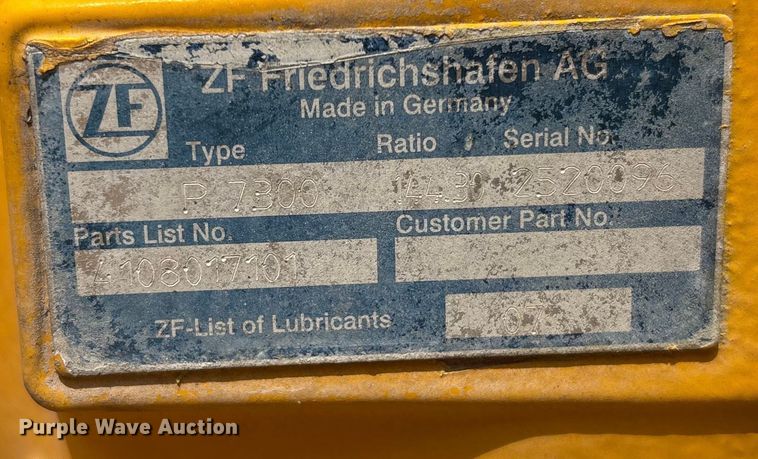 ZF
ZF Friedrichshafen AG
Made in Germany
Type Ratio Serial No.
P 7300 144.30 2520096
Parts List No. Customer Part No.
4108017101
ZF-List of Lubricants 07
Purple Wave Auction